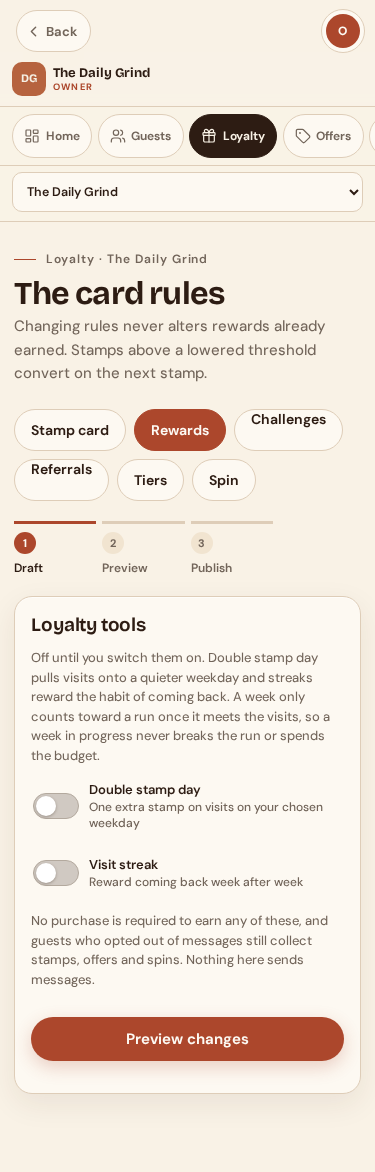 Back
O
DG
The Daily Grind
OWNER
Home
Guests
Loyalty
Offers
The Daily Grind
Loyalty · The Daily Grind
The card rules
Changing rules never alters rewards already
earned. Stamps above a lowered threshold
convert on the next stamp.
Stamp card
Rewards
Challenges
Referrals
Tiers
Spin
1
2
3
Draft
Preview
Publish
Loyalty tools
Off until you switch them on. Double stamp day
pulls visits onto a quieter weekday and streaks
reward the habit of coming back. A week only
counts toward a run once it meets the visits, so a
week in progress never breaks the run or spends
the budget.
Double stamp day
One extra stamp on visits on your chosen
weekday
Visit streak
Reward coming back week after week
No purchase is required to earn any of these, and
guests who opted out of messages still collect
stamps, offers and spins. Nothing here sends
messages.
Preview changes